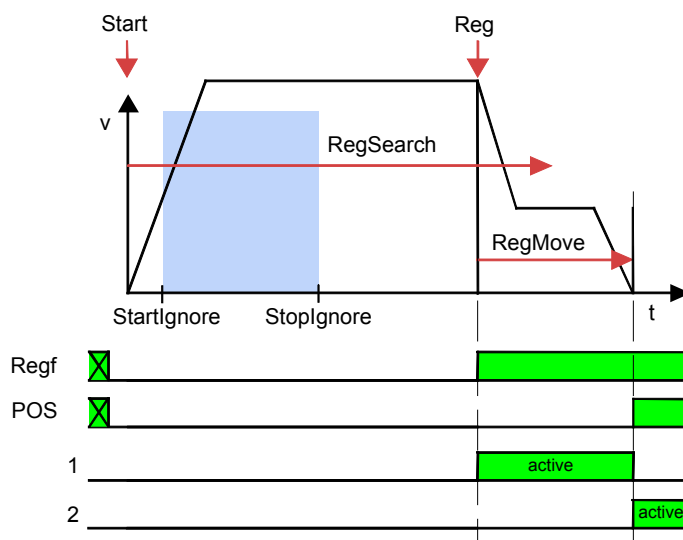 Start
Reg
v
RegSearch
RegMove
StartIgnore
StopIgnore
t
Regf
POS
1
active
2
active